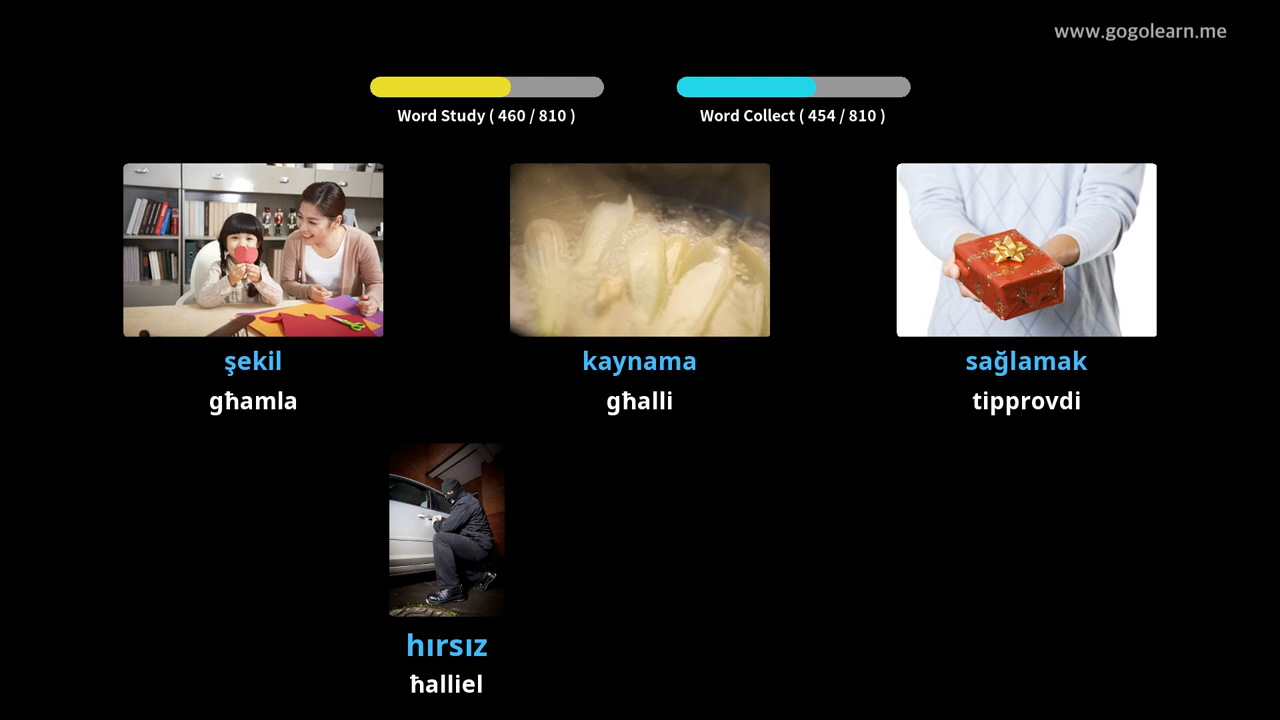 www.gogolearn.me
Word Study ( 460 / 810 )
Word Collect ( 454 / 810 )
şekil
għamla
kaynama
għalli
sağlamak
tipprovdi
hırsız
ħalliel